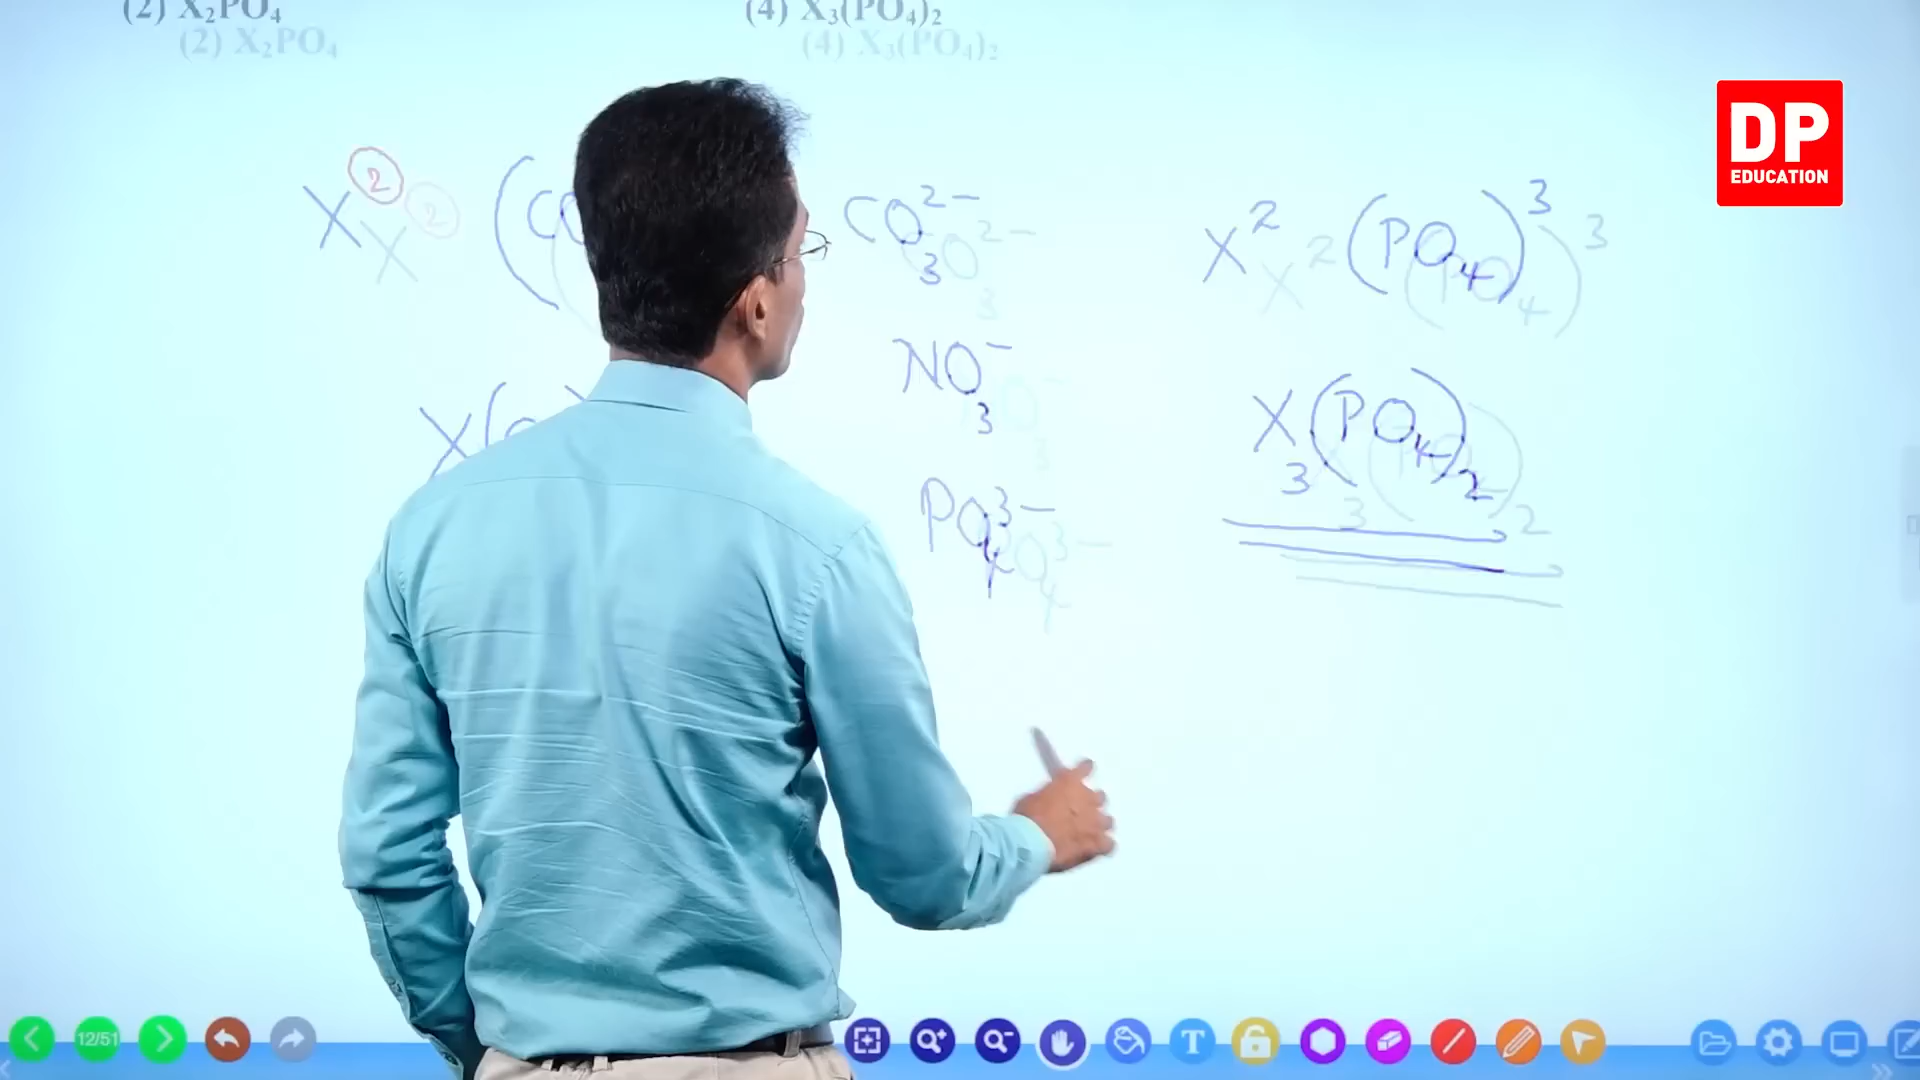 (2) X₂PO₄ (4) X₃(PO₄)₂
DP
EDUCATION
X² (CO
X(
CO₃²⁻
NO₃⁻
PO₄³⁻
X² (PO₄)³
X₃(PO₄)₂
12/51
T